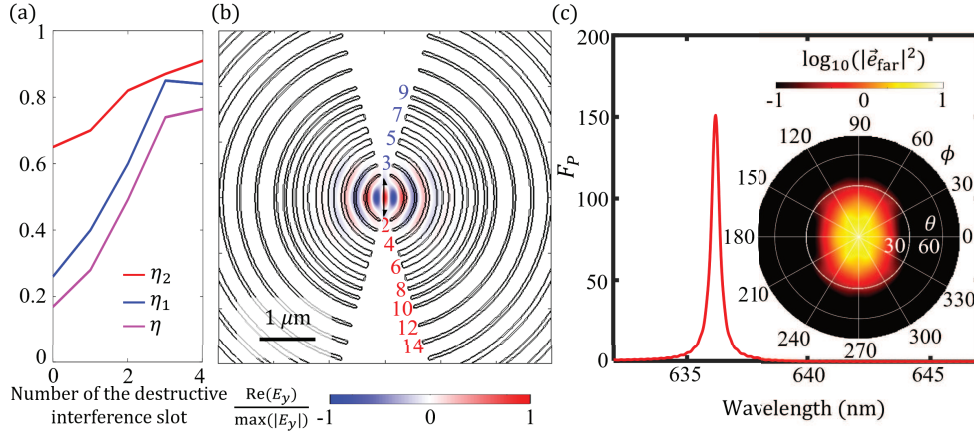 (a)
1
0.8
0.6
0.4
0.2
0
η2
η1
η
0 2 4
Number of the destructive
interference slot
(b)
9
7
5
3
2
4
6
8
10
12
14
1 μm
Re(Ey)
max(|Ey|)
-1 0 1
(c)
200
150
100
50
0
FP
635 640 645
Wavelength (nm)
log10(|e⃗far|²)
-1 0 1
90
120 60
150 30
180 0
210 330
240 300
270
ϕ
θ
30 60